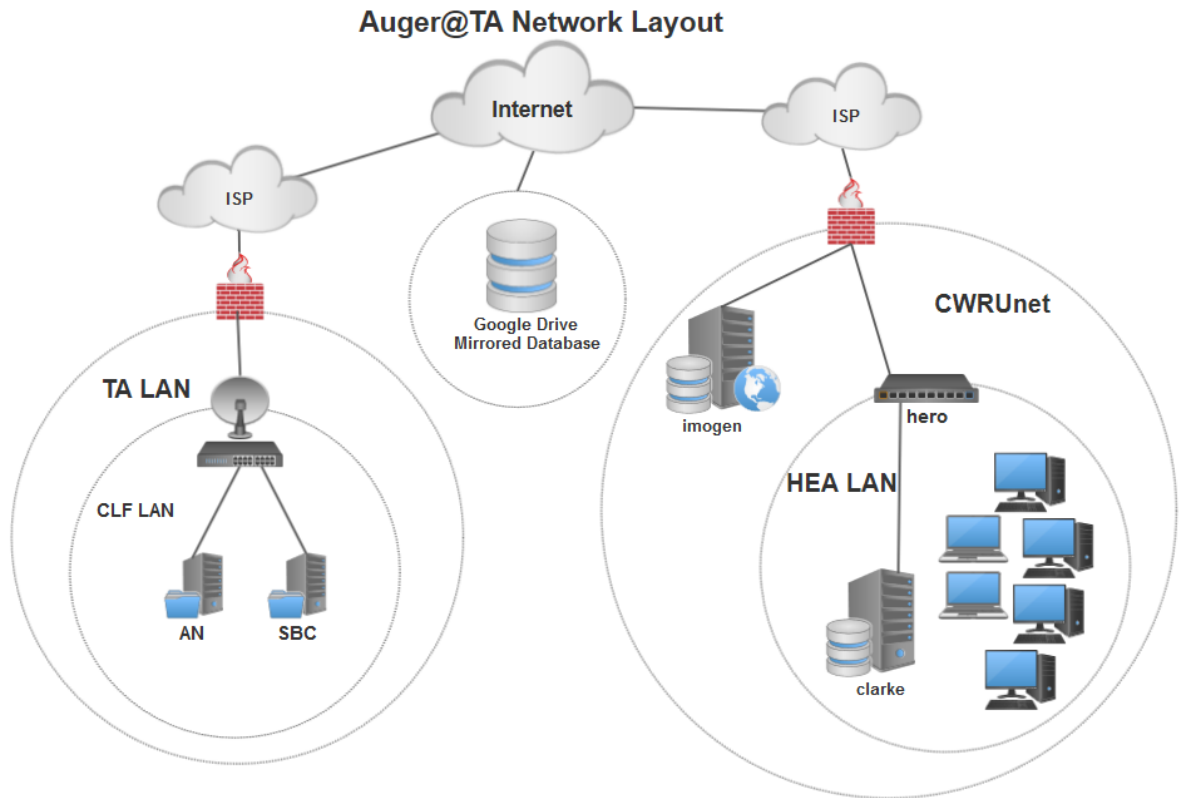 Auger@TA Network Layout
Internet
ISP
ISP
Google Drive
Mirrored Database
CWRUnet
TA LAN
imogen
hero
HEA LAN
CLF LAN
AN
SBC
clarke